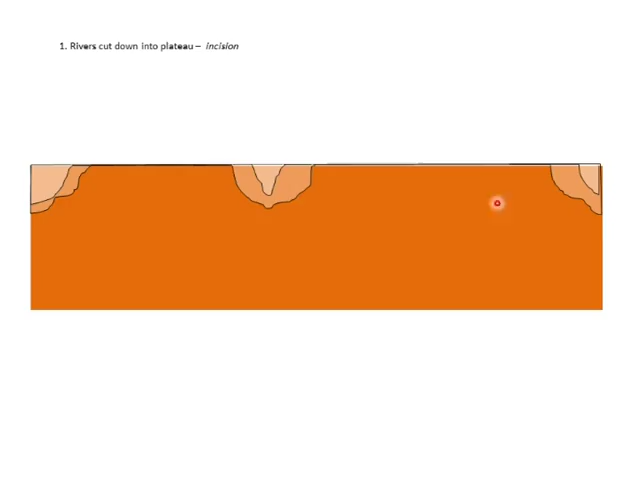 1. Rivers cut down into plateau – incision